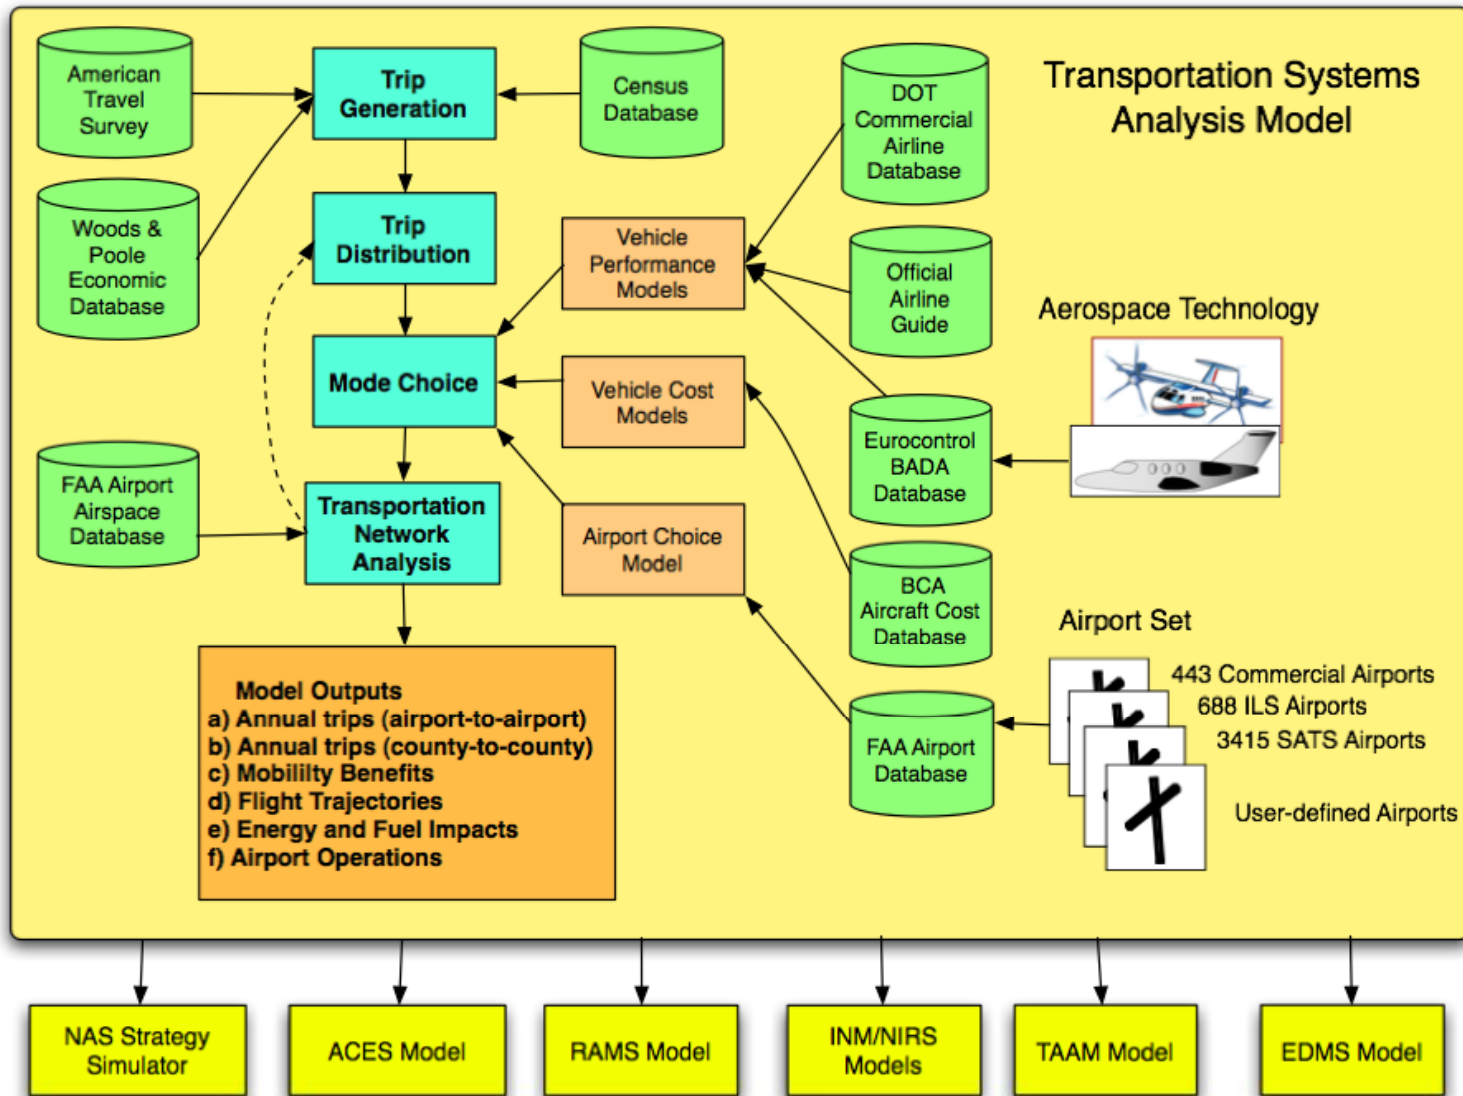 Transportation Systems
Analysis Model
American
Travel
Survey
Trip
Generation
Census
Database
DOT
Commercial
Airline
Database
Woods &
Poole
Economic
Database
Trip
Distribution
Vehicle
Performance
Models
Official
Airline
Guide
Aerospace Technology
Mode Choice
Vehicle Cost
Models
Eurocontrol
BADA
Database
FAA Airport
Airspace
Database
Transportation
Network
Analysis
Airport Choice
Model
BCA
Aircraft Cost
Database
Airport Set
443 Commercial Airports
688 ILS Airports
3415 SATS Airports
User-defined Airports
FAA Airport
Database
Model Outputs
a) Annual trips (airport-to-airport)
b) Annual trips (county-to-county)
c) Mobililty Benefits
d) Flight Trajectories
e) Energy and Fuel Impacts
f) Airport Operations
NAS Strategy
Simulator
ACES Model
RAMS Model
INM/NIRS
Models
TAAM Model
EDMS Model